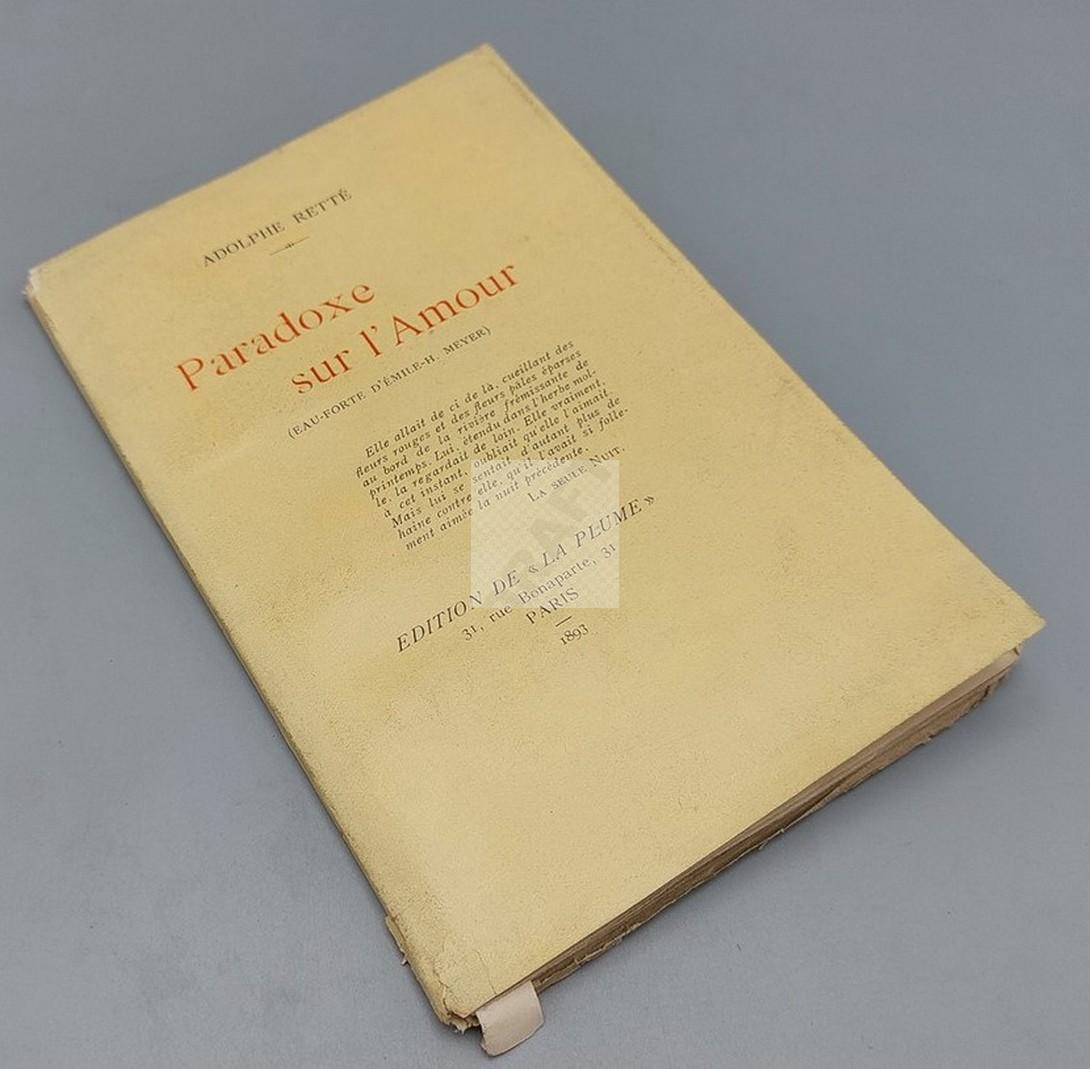 ADOLPHE RETTÉ
Paradoxe
sur l'Amour
(EAU-FORTE D'ÉMILE-H. MEYER)
Elle allait de ci de là, cueillant des
fleurs rouges et des fleurs pâles éparses
au bord de la rivière frémissante de
printemps. Lui, étendu dans l'herbe mol-
le, la regardait de loin. Elle vraiment,
à cet instant, oubliait qu'elle l'aimait.
Mais lui se sentait d'autant plus de
haine contre elle, qu'il l'avait si folle-
ment aimée la nuit précédente.
LA SEULE NUIT.
EDITION DE « LA PLUME »
31, rue Bonaparte, 31
PARIS
1893